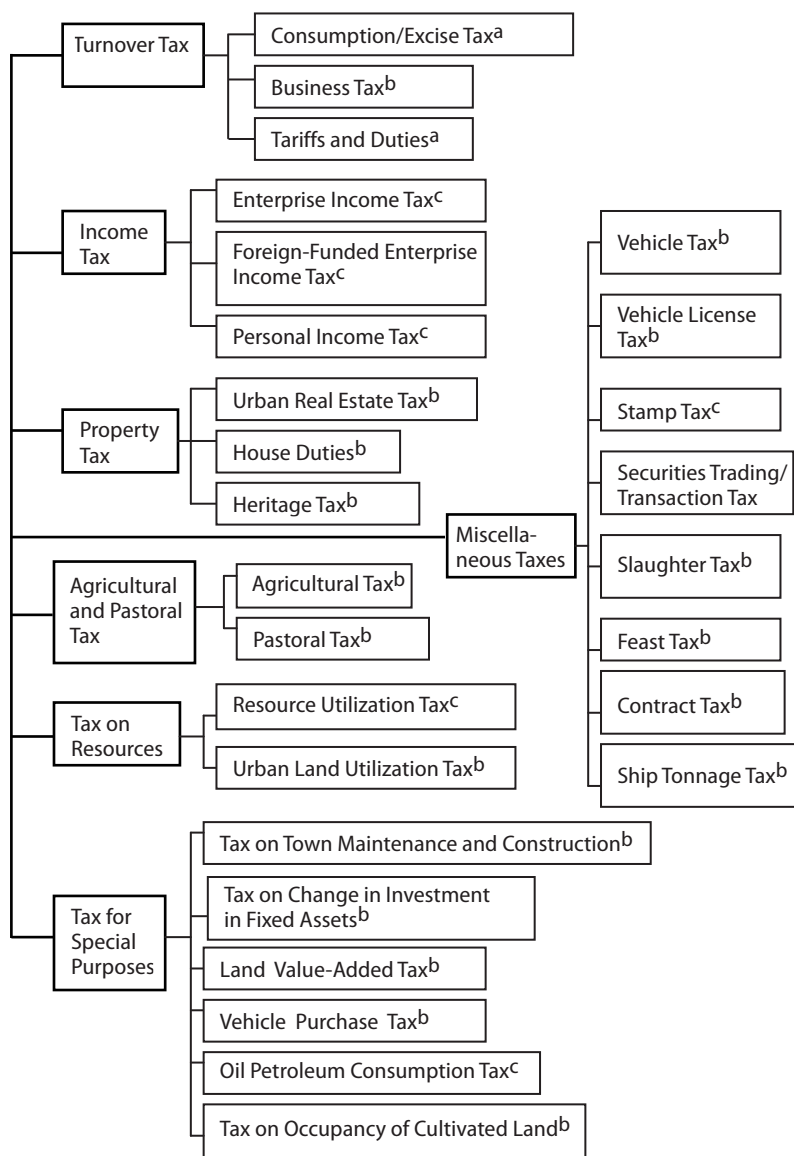 Turnover Tax
Consumption/Excise Taxᵃ
Business Taxᵇ
Tariffs and Dutiesᵃ
Income
Tax
Enterprise Income Taxᶜ
Foreign-Funded Enterprise
Income Taxᶜ
Personal Income Taxᶜ
Property
Tax
Urban Real Estate Taxᵇ
House Dutiesᵇ
Heritage Taxᵇ
Agricultural
and Pastoral
Tax
Agricultural Taxᵇ
Pastoral Taxᵇ
Tax on
Resources
Resource Utilization Taxᶜ
Urban Land Utilization Taxᵇ
Tax for
Special
Purposes
Tax on Town Maintenance and Constructionᵇ
Tax on Change in Investment
in Fixed Assetsᵇ
Land Value-Added Taxᵇ
Vehicle Purchase Taxᵇ
Oil Petroleum Consumption Taxᶜ
Tax on Occupancy of Cultivated Landᵇ
Miscella-
neous Taxes
Vehicle Taxᵇ
Vehicle License
Taxᵇ
Stamp Taxᶜ
Securities Trading/
Transaction Tax
Slaughter Taxᵇ
Feast Taxᵇ
Contract Taxᵇ
Ship Tonnage Taxᵇ